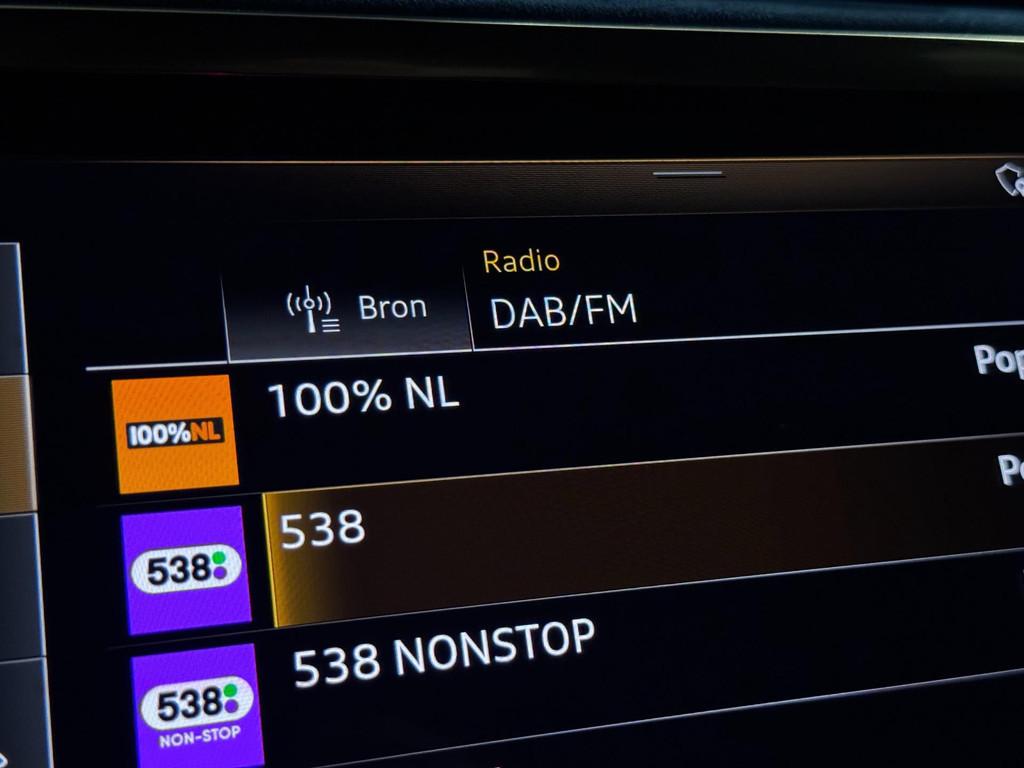 Radio
Bron
DAB/FM
100% NL
100%NL
538
538
538 NONSTOP
538
NON-STOP